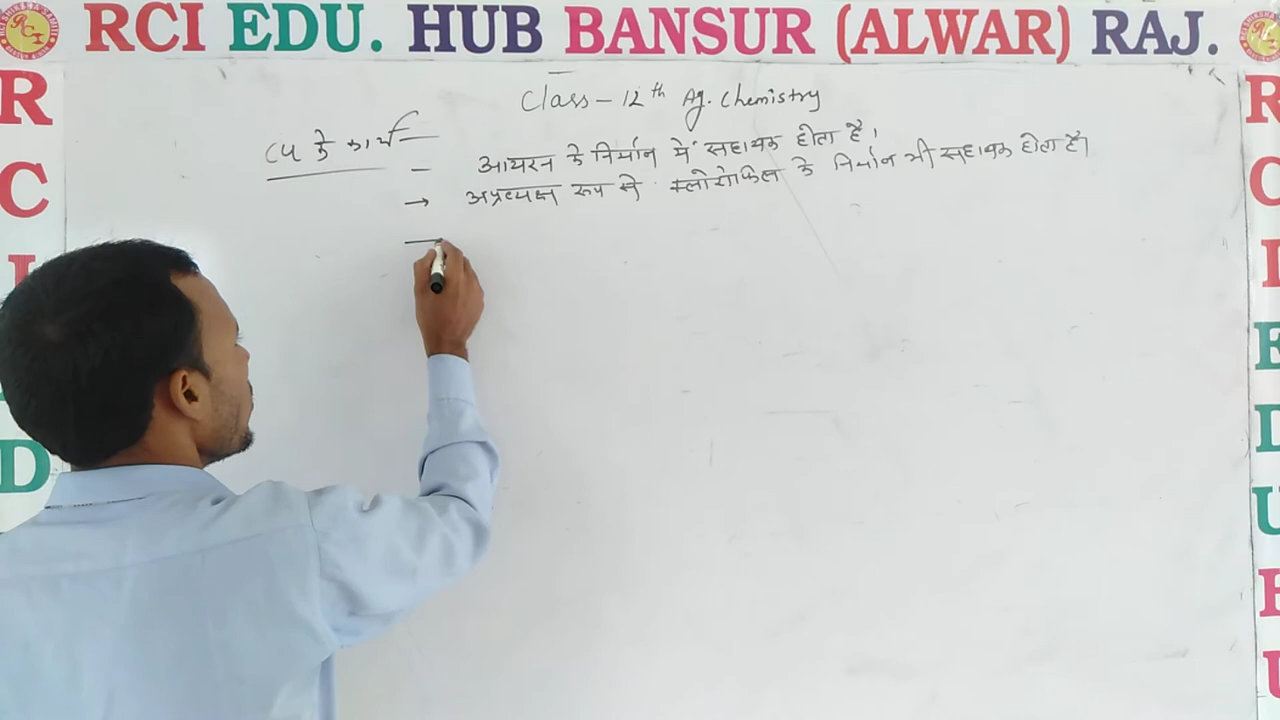 RCI EDU. HUB BANSUR (ALWAR) RAJ.
Class - 12th Ag. Chemistry
Cu के कार्य
- आयरन के निर्माण में सहायक होता है।
→ अप्रत्यक्ष रूप से क्लोरोफिल के निर्माण भी सहायक होता है।
R
C
I
D
R
C
I
E
D
U
H
U